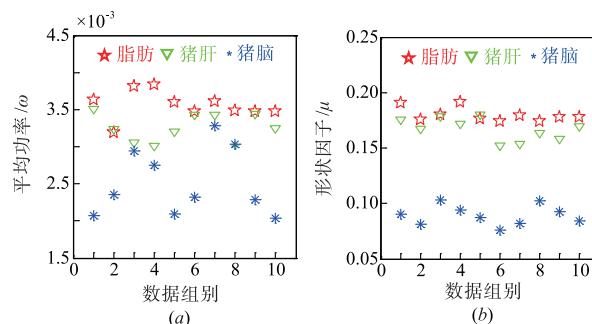 ×10⁻³
4.5
3.5
2.5
1.5
平均功率/ω
脂肪 猪肝 猪脑
0 2 4 6 8 10
数据组别
(a)
0.25
0.20
0.15
0.10
0.05
形状因子/μ
脂肪 猪肝 猪脑
0 2 4 6 8 10
数据组别
(b)